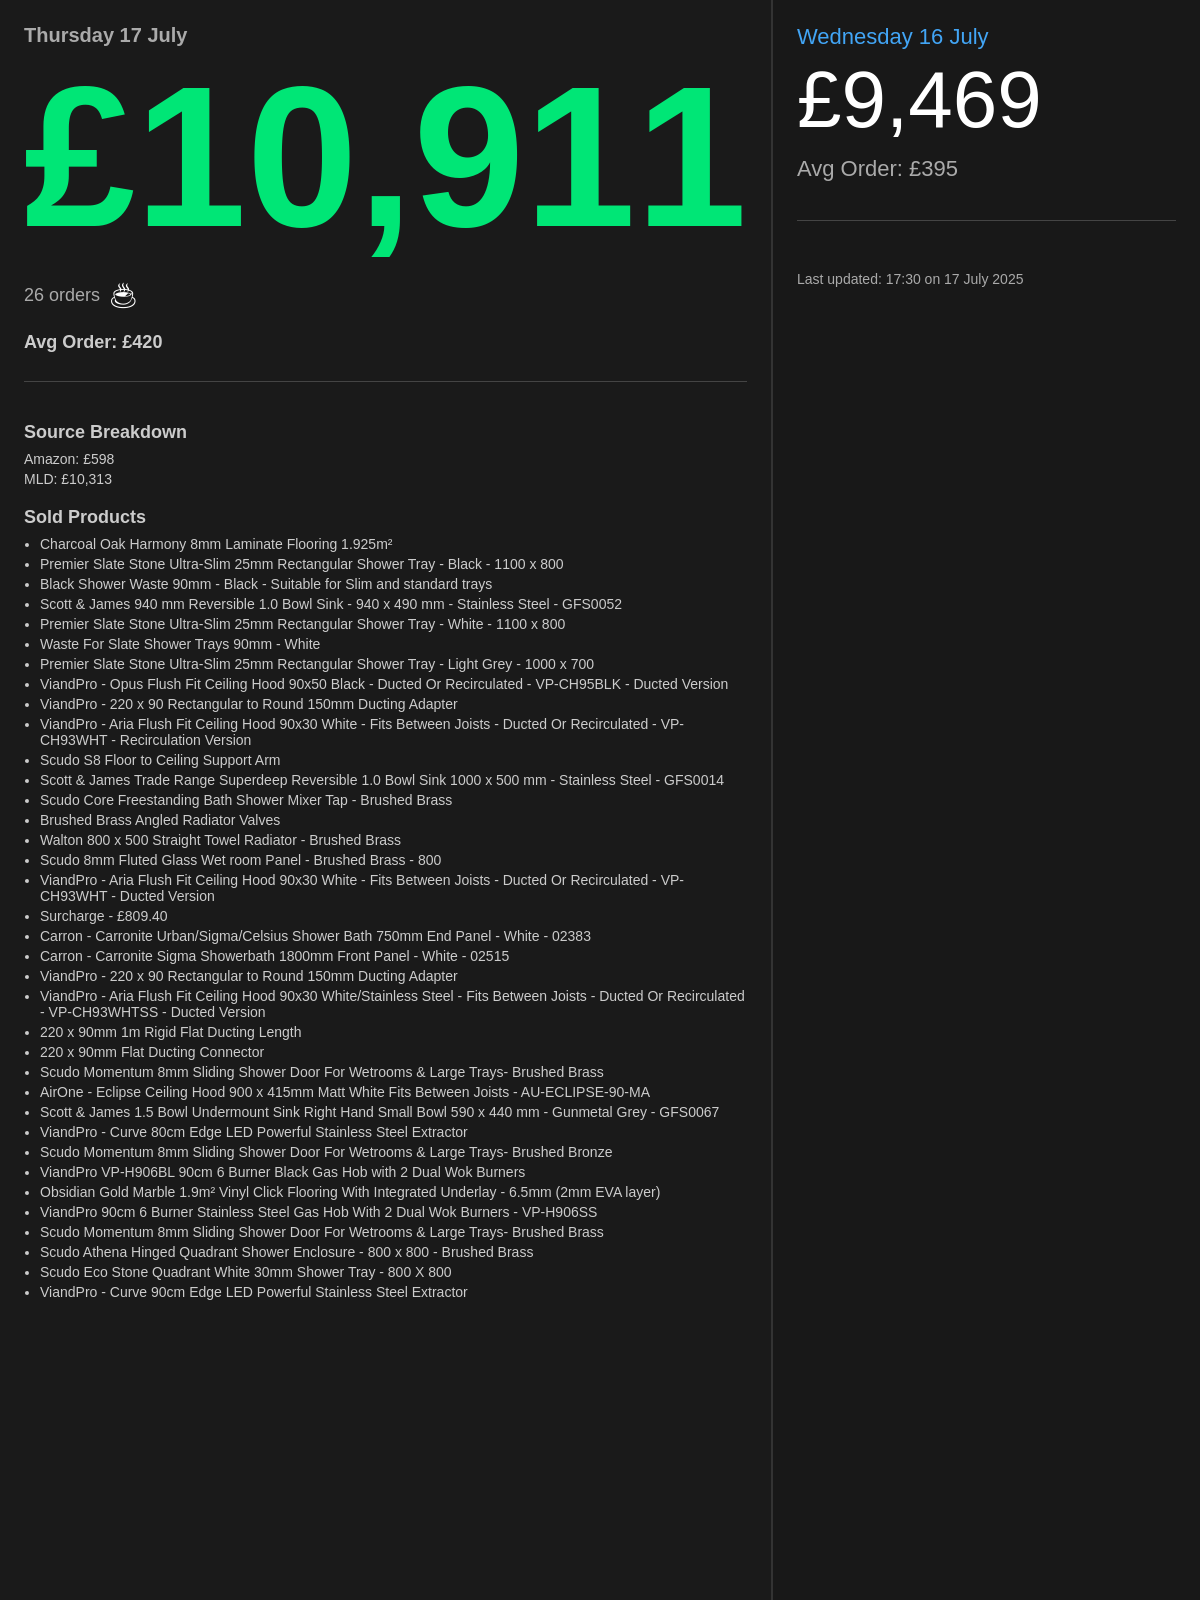 Thursday 17 July
£10,911
26 orders
Avg Order: £420
Source Breakdown
Amazon: £598
MLD: £10,313
Sold Products
• Charcoal Oak Harmony 8mm Laminate Flooring 1.925m²
• Premier Slate Stone Ultra-Slim 25mm Rectangular Shower Tray - Black - 1100 x 800
• Black Shower Waste 90mm - Black - Suitable for Slim and standard trays
• Scott & James 940 mm Reversible 1.0 Bowl Sink - 940 x 490 mm - Stainless Steel - GFS0052
• Premier Slate Stone Ultra-Slim 25mm Rectangular Shower Tray - White - 1100 x 800
• Waste For Slate Shower Trays 90mm - White
• Premier Slate Stone Ultra-Slim 25mm Rectangular Shower Tray - Light Grey - 1000 x 700
• ViandPro - Opus Flush Fit Ceiling Hood 90x50 Black - Ducted Or Recirculated - VP-CH95BLK - Ducted Version
• ViandPro - 220 x 90 Rectangular to Round 150mm Ducting Adapter
• ViandPro - Aria Flush Fit Ceiling Hood 90x30 White - Fits Between Joists - Ducted Or Recirculated - VP-
CH93WHT - Recirculation Version
• Scudo S8 Floor to Ceiling Support Arm
• Scott & James Trade Range Superdeep Reversible 1.0 Bowl Sink 1000 x 500 mm - Stainless Steel - GFS0014
• Scudo Core Freestanding Bath Shower Mixer Tap - Brushed Brass
• Brushed Brass Angled Radiator Valves
• Walton 800 x 500 Straight Towel Radiator - Brushed Brass
• Scudo 8mm Fluted Glass Wet room Panel - Brushed Brass - 800
• ViandPro - Aria Flush Fit Ceiling Hood 90x30 White - Fits Between Joists - Ducted Or Recirculated - VP-
CH93WHT - Ducted Version
• Surcharge - £809.40
• Carron - Carronite Urban/Sigma/Celsius Shower Bath 750mm End Panel - White - 02383
• Carron - Carronite Sigma Showerbath 1800mm Front Panel - White - 02515
• ViandPro - 220 x 90 Rectangular to Round 150mm Ducting Adapter
• ViandPro - Aria Flush Fit Ceiling Hood 90x30 White/Stainless Steel - Fits Between Joists - Ducted Or Recirculated
- VP-CH93WHTSS - Ducted Version
• 220 x 90mm 1m Rigid Flat Ducting Length
• 220 x 90mm Flat Ducting Connector
• Scudo Momentum 8mm Sliding Shower Door For Wetrooms & Large Trays- Brushed Brass
• AirOne - Eclipse Ceiling Hood 900 x 415mm Matt White Fits Between Joists - AU-ECLIPSE-90-MA
• Scott & James 1.5 Bowl Undermount Sink Right Hand Small Bowl 590 x 440 mm - Gunmetal Grey - GFS0067
• ViandPro - Curve 80cm Edge LED Powerful Stainless Steel Extractor
• Scudo Momentum 8mm Sliding Shower Door For Wetrooms & Large Trays- Brushed Bronze
• ViandPro VP-H906BL 90cm 6 Burner Black Gas Hob with 2 Dual Wok Burners
• Obsidian Gold Marble 1.9m² Vinyl Click Flooring With Integrated Underlay - 6.5mm (2mm EVA layer)
• ViandPro 90cm 6 Burner Stainless Steel Gas Hob With 2 Dual Wok Burners - VP-H906SS
• Scudo Momentum 8mm Sliding Shower Door For Wetrooms & Large Trays- Brushed Brass
• Scudo Athena Hinged Quadrant Shower Enclosure - 800 x 800 - Brushed Brass
• Scudo Eco Stone Quadrant White 30mm Shower Tray - 800 X 800
• ViandPro - Curve 90cm Edge LED Powerful Stainless Steel Extractor
Wednesday 16 July
£9,469
Avg Order: £395
Last updated: 17:30 on 17 July 2025